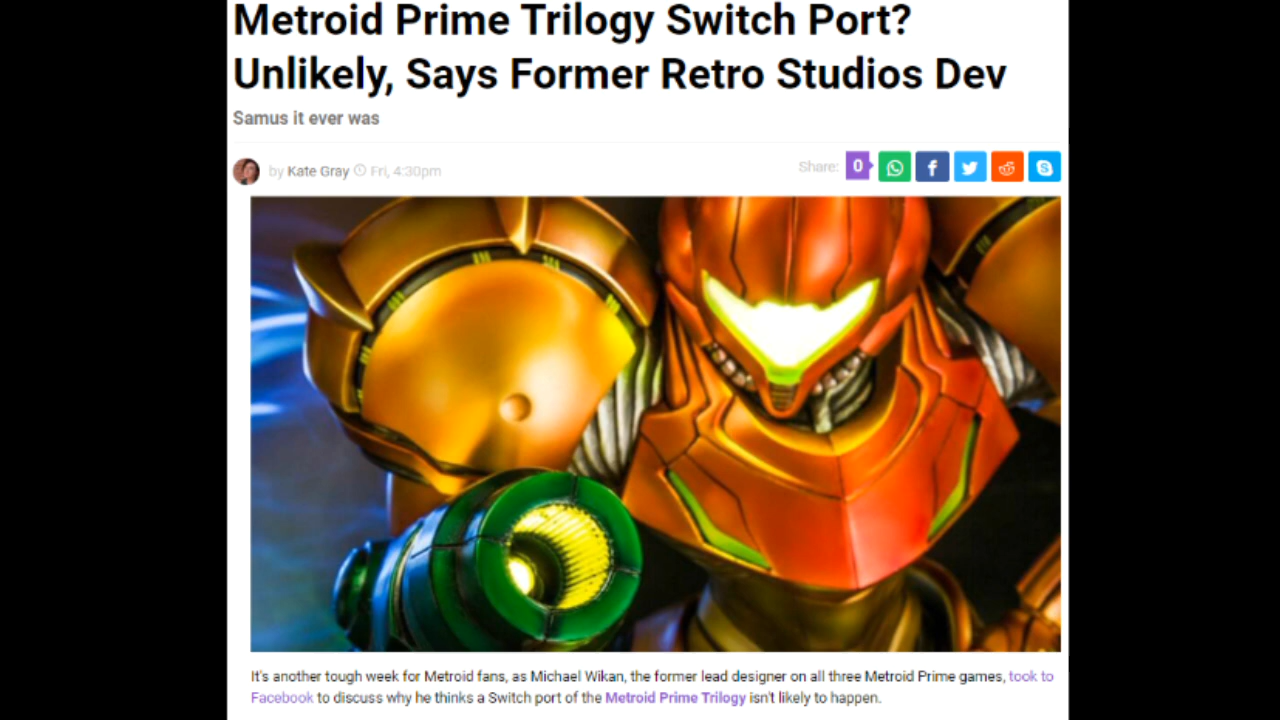 Metroid Prime Trilogy Switch Port?
Unlikely, Says Former Retro Studios Dev
Samus it ever was
by Kate Gray Fri, 4:30pm
Share: 0
It's another tough week for Metroid fans, as Michael Wikan, the former lead designer on all three Metroid Prime games, took to
Facebook to discuss why he thinks a Switch port of the Metroid Prime Trilogy isn't likely to happen.